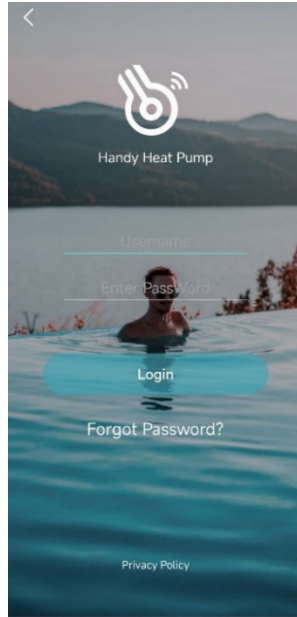 Handy Heat Pump
Username
Enter PassWord
Login
Forgot Password?
Privacy Policy